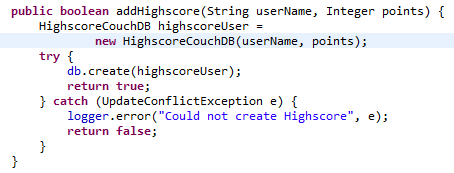 public boolean addHighscore(String userName, Integer points) {
    HighscoreCouchDB highscoreUser =
            new HighscoreCouchDB(userName, points);
    try {
        db.create(highscoreUser);
        return true;
    } catch (UpdateConflictException e) {
        logger.error("Could not create Highscore", e);
        return false;
    }
}